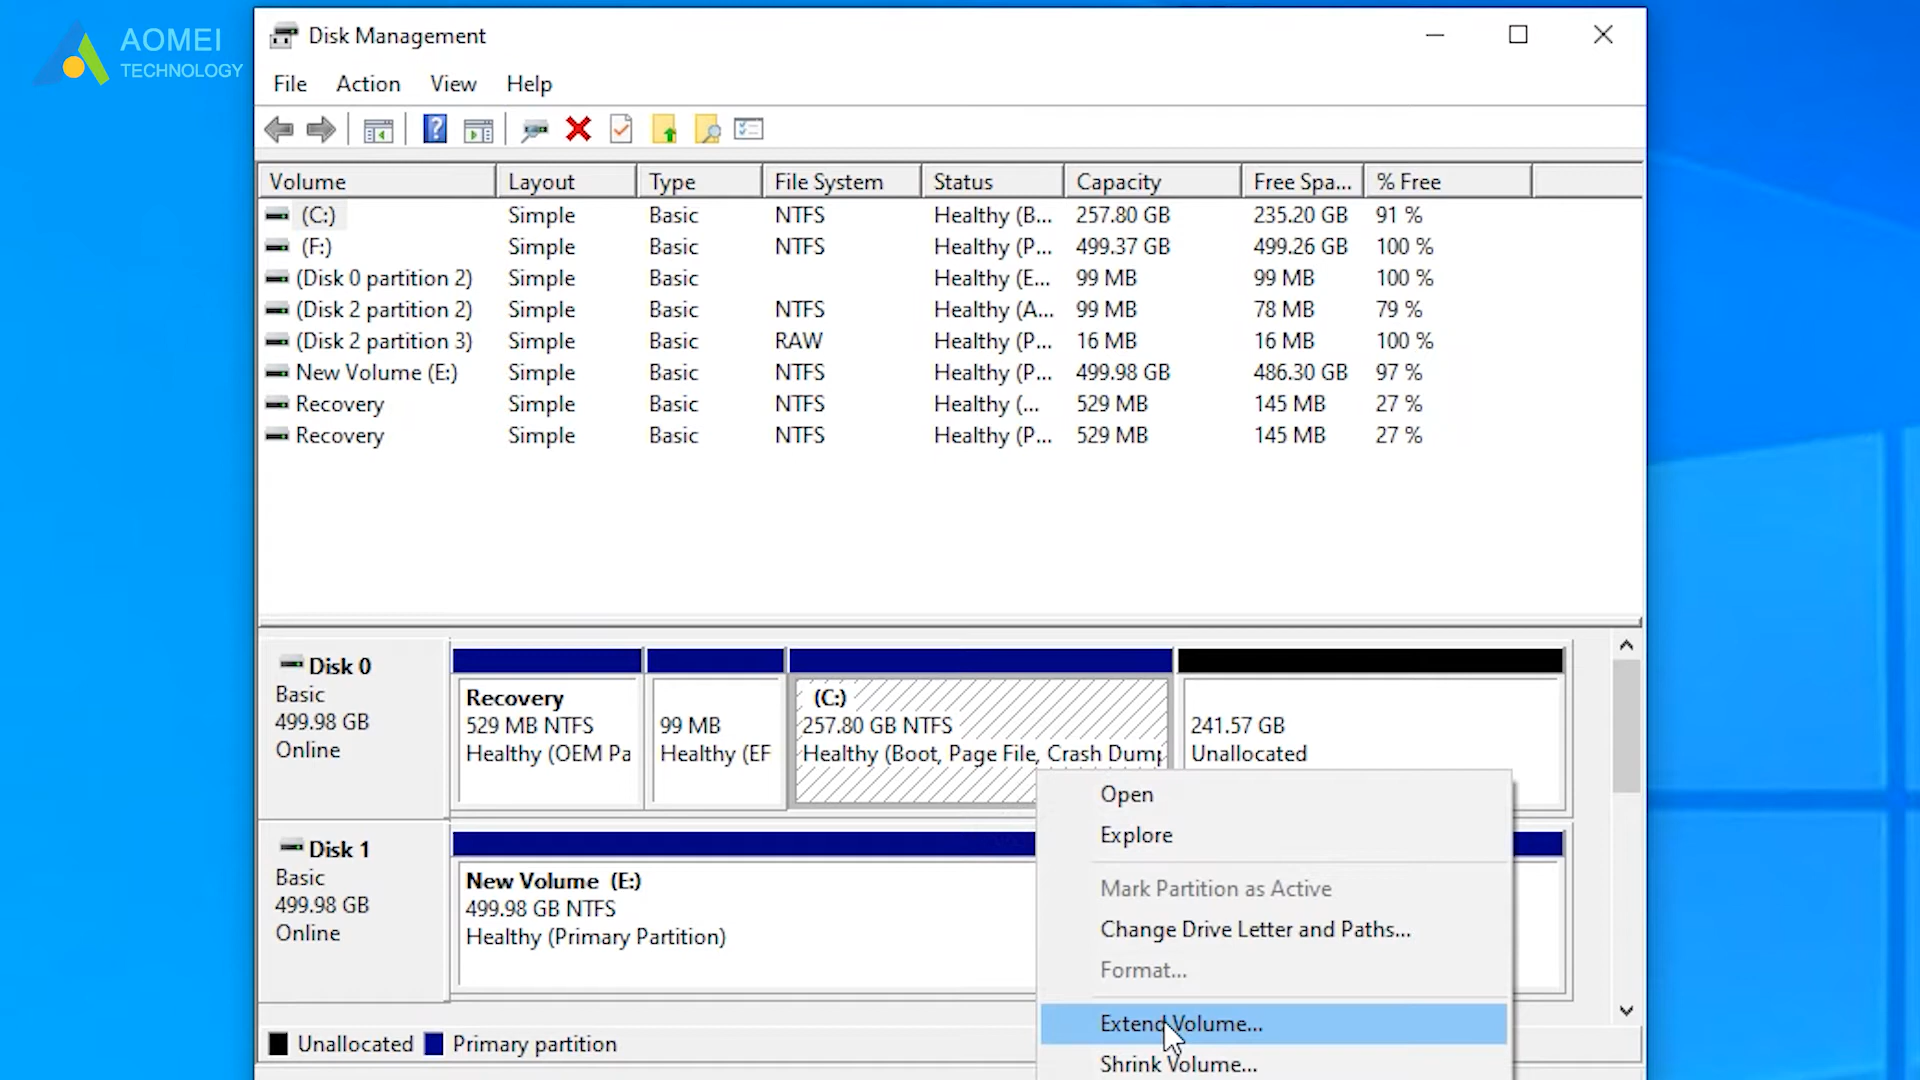 AOMEI
TECHNOLOGY
Disk Management
File Action View Help
Volume Layout Type File System Status Capacity Free Spa... % Free
(C:) Simple Basic NTFS Healthy (B... 257.80 GB 235.20 GB 91 %
(F:) Simple Basic NTFS Healthy (P... 499.37 GB 499.26 GB 100 %
(Disk 0 partition 2) Simple Basic Healthy (E... 99 MB 99 MB 100 %
(Disk 2 partition 2) Simple Basic NTFS Healthy (A... 99 MB 78 MB 79 %
(Disk 2 partition 3) Simple Basic RAW Healthy (P... 16 MB 16 MB 100 %
New Volume (E:) Simple Basic NTFS Healthy (P... 499.98 GB 486.30 GB 97 %
Recovery Simple Basic NTFS Healthy (... 529 MB 145 MB 27 %
Recovery Simple Basic NTFS Healthy (P... 529 MB 145 MB 27 %
Disk 0
Basic
499.98 GB
Online
Recovery
529 MB NTFS
Healthy (OEM Pa
99 MB
Healthy (EF
(C:)
257.80 GB NTFS
Healthy (Boot, Page File, Crash Dump
241.57 GB
Unallocated
Disk 1
Basic
499.98 GB
Online
New Volume (E:)
499.98 GB NTFS
Healthy (Primary Partition)
Open
Explore
Mark Partition as Active
Change Drive Letter and Paths...
Format...
Extend Volume...
Shrink Volume...
Unallocated Primary partition